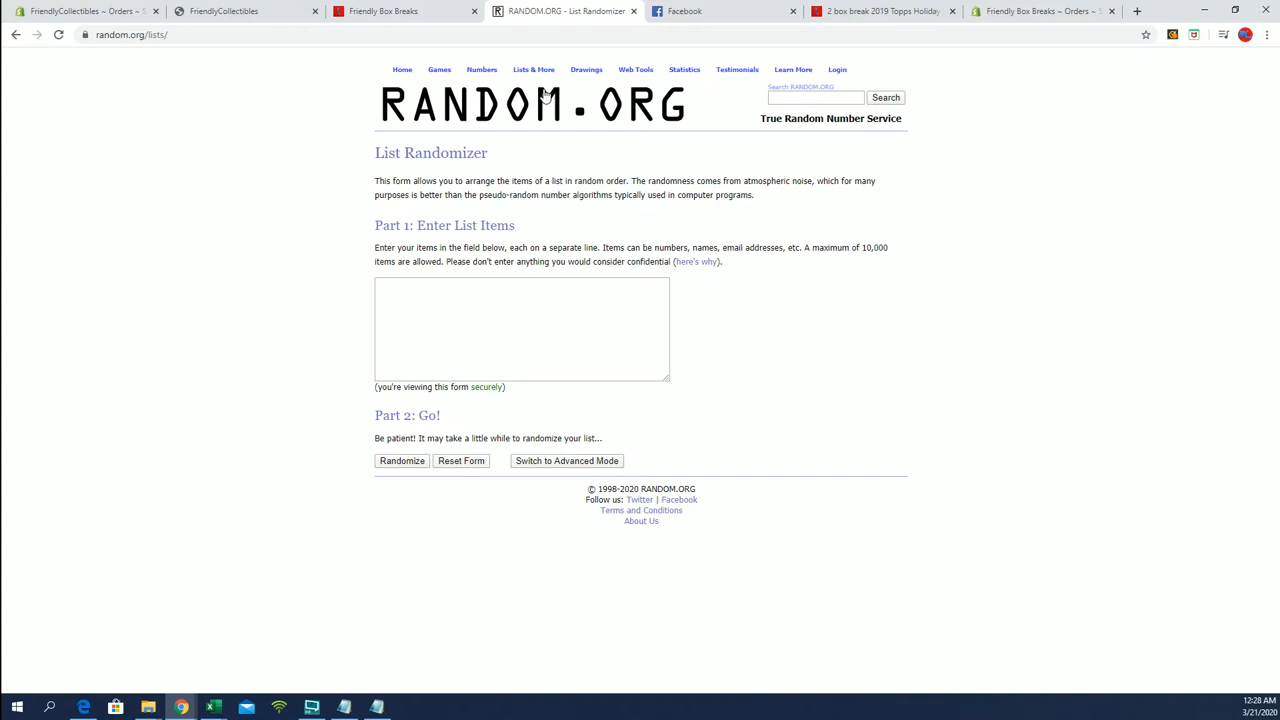 FriendlyCollectibles ~ Orders ~ S
FriendlyCollectibles
Friendly Box Breaks
RANDOM.ORG - List Randomizer
Facebook
2 box break 2019 Topps Holiday
Friendly Box Breaks ~ Orders ~ S
random.org/lists/
Home Games Numbers Lists & More Drawings Web Tools Statistics Testimonials Learn More Login
RANDOM.ORG
Search RANDOM.ORG
Search
True Random Number Service
List Randomizer
This form allows you to arrange the items of a list in random order. The randomness comes from atmospheric noise, which for many
purposes is better than the pseudo-random number algorithms typically used in computer programs.
Part 1: Enter List Items
Enter your items in the field below, each on a separate line. Items can be numbers, names, email addresses, etc. A maximum of 10,000
items are allowed. Please don't enter anything you would consider confidential (here's why).
(you're viewing this form securely)
Part 2: Go!
Be patient! It may take a little while to randomize your list...
Randomize Reset Form Switch to Advanced Mode
© 1998-2020 RANDOM.ORG
Follow us: Twitter | Facebook
Terms and Conditions
About Us
12:28 AM
3/21/2020